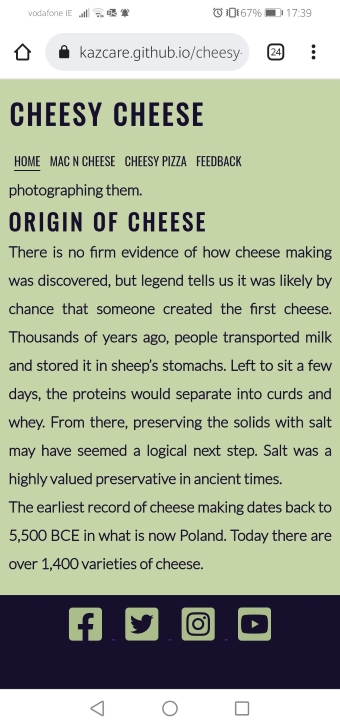 vodafone IE 67% 17:39
kazcare.github.io/cheesy- 24
CHEESY CHEESE
HOME MAC N CHEESE CHEESY PIZZA FEEDBACK
photographing them.
ORIGIN OF CHEESE
There is no firm evidence of how cheese making
was discovered, but legend tells us it was likely by
chance that someone created the first cheese.
Thousands of years ago, people transported milk
and stored it in sheep's stomachs. Left to sit a few
days, the proteins would separate into curds and
whey. From there, preserving the solids with salt
may have seemed a logical next step. Salt was a
highly valued preservative in ancient times.
The earliest record of cheese making dates back to
5,500 BCE in what is now Poland. Today there are
over 1,400 varieties of cheese.